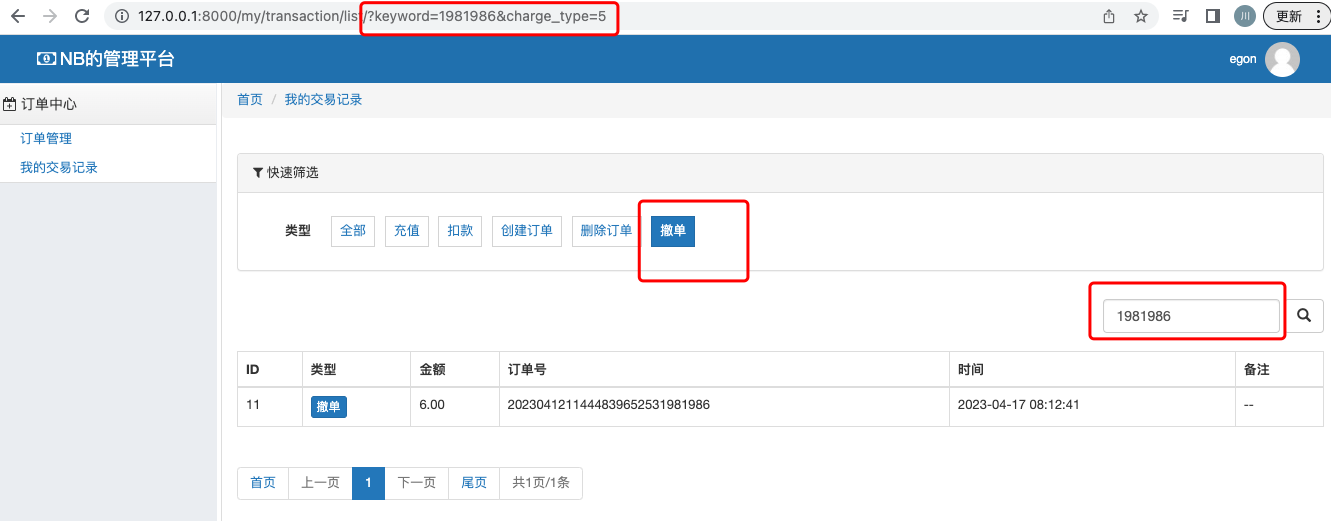 127.0.0.1:8000/my/transaction/list/?keyword=1981986&charge_type=5
川
更新
NB的管理平台
egon
订单中心
首页 / 我的交易记录
订单管理
我的交易记录
快速筛选
类型 全部 充值 扣款 创建订单 删除订单 撤单
1981986
ID 类型 金额 订单号 时间 备注
11 撤单 6.00 2023041211444839652531981986 2023-04-17 08:12:41 --
首页 上一页 1 下一页 尾页 共1页/1条